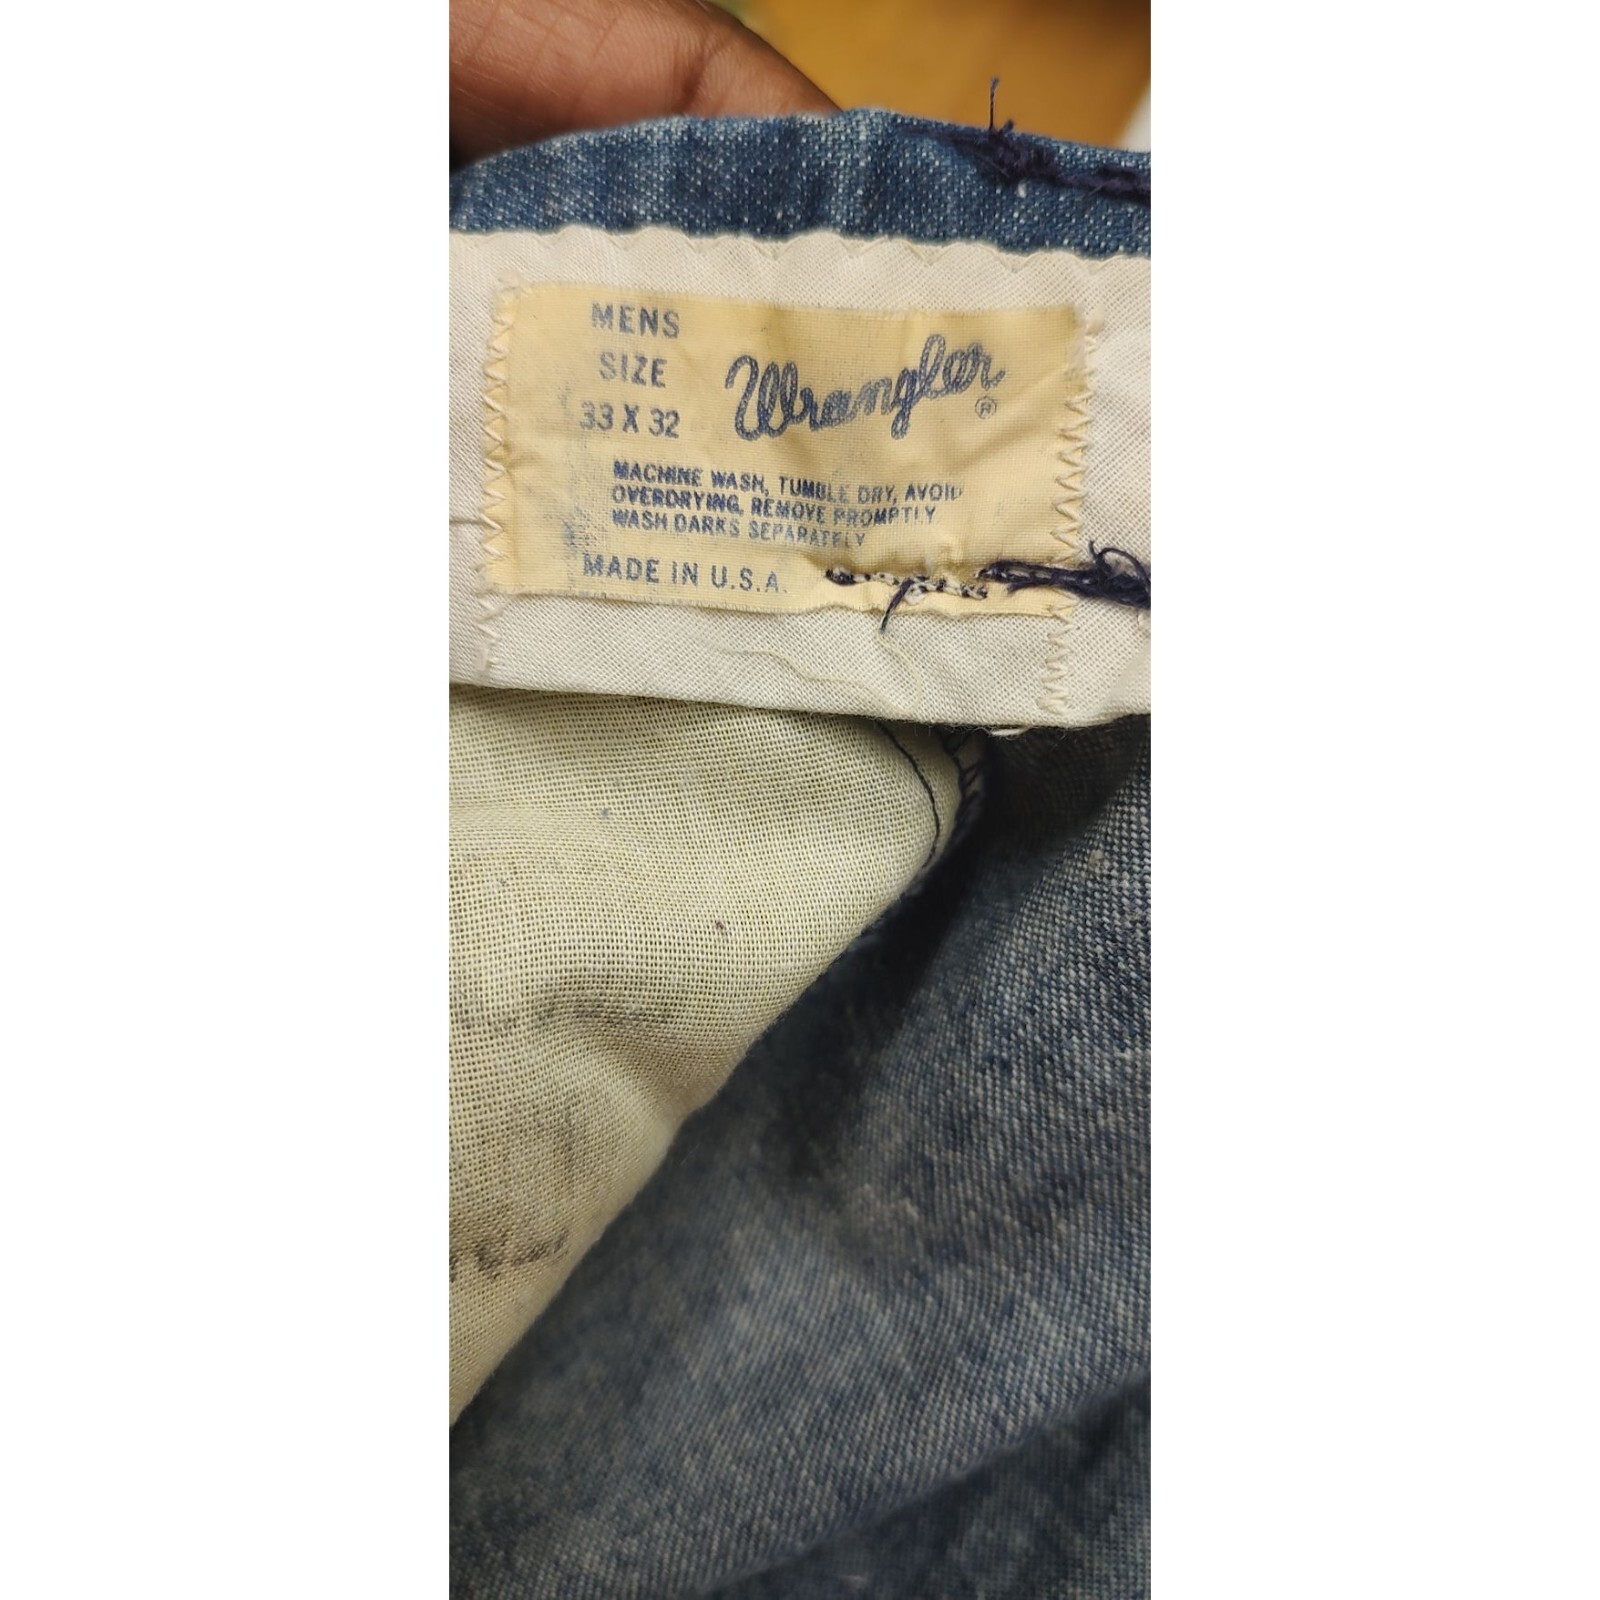 MENS
SIZE
33 X 32
Wrangler
®
MACHINE WASH, TUMBLE DRY, AVOID
OVERDRYING, REMOVE PROMPTLY
WASH DARKS SEPARATELY
MADE IN U.S.A.